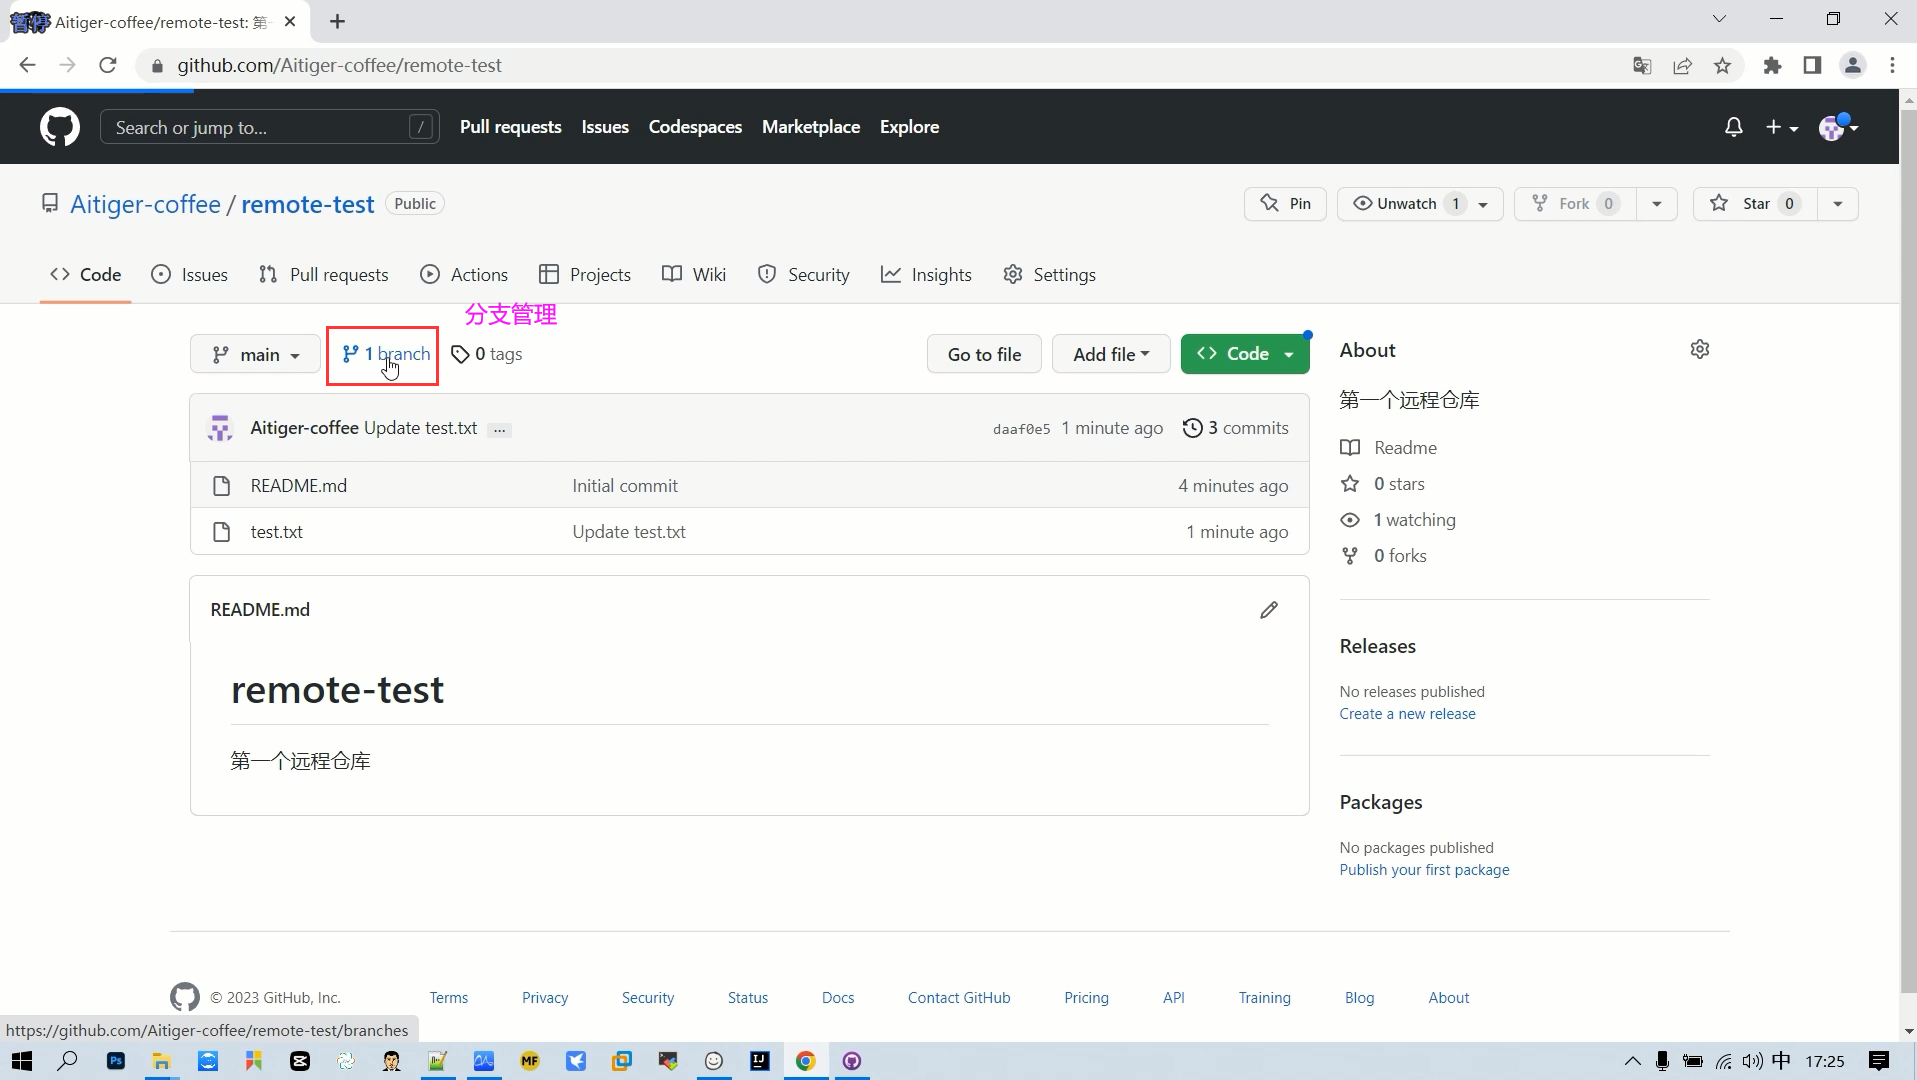 暂停
Aitiger-coffee/remote-test: 第一
github.com/Aitiger-coffee/remote-test
Search or jump to... /
Pull requests Issues Codespaces Marketplace Explore
Aitiger-coffee / remote-test Public
Pin Unwatch 1 Fork 0 Star 0
Code Issues Pull requests Actions Projects Wiki Security Insights Settings
分支管理
main 1 branch 0 tags Go to file Add file Code
Aitiger-coffee Update test.txt ... daaf0e5 1 minute ago 3 commits
README.md Initial commit 4 minutes ago
test.txt Update test.txt 1 minute ago
README.md
remote-test
第一个远程仓库
About
第一个远程仓库
Readme
0 stars
1 watching
0 forks
Releases
No releases published
Create a new release
Packages
No packages published
Publish your first package
© 2023 GitHub, Inc. Terms Privacy Security Status Docs Contact GitHub Pricing API Training Blog About
https://github.com/Aitiger-coffee/remote-test/branches
Ps MF IJ 中 17:25